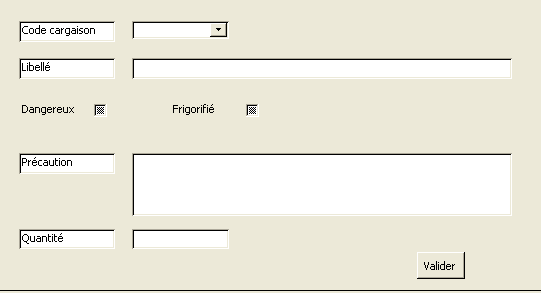 Code cargaison
Libellé
Dangereux Frigorifié
Précaution
Quantité
Valider